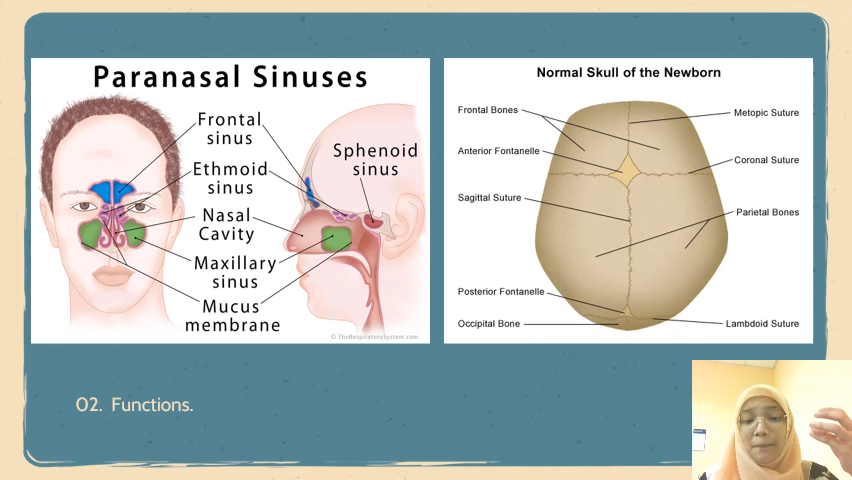 Paranasal Sinuses
Frontal
sinus
Ethmoid
sinus
Sphenoid
sinus
Nasal
Cavity
Maxillary
sinus
Mucus
membrane
© TheRespiratorySystem.com
Normal Skull of the Newborn
Frontal Bones
Metopic Suture
Anterior Fontanelle
Coronal Suture
Sagittal Suture
Parietal Bones
Posterior Fontanelle
Occipital Bone
Lambdoid Suture
02. Functions.